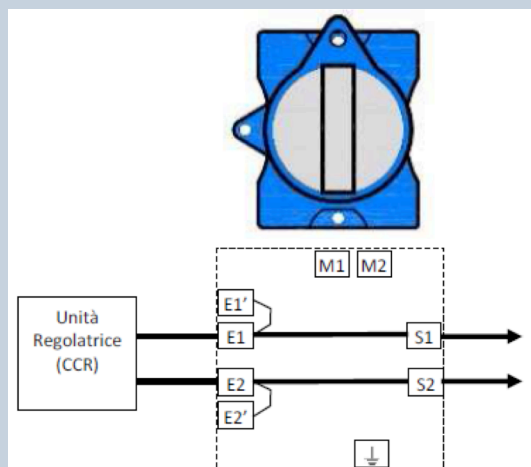 M1 M2
E1’
Unità
Regolatrice
(CCR)
E1
S1
E2
S2
E2’